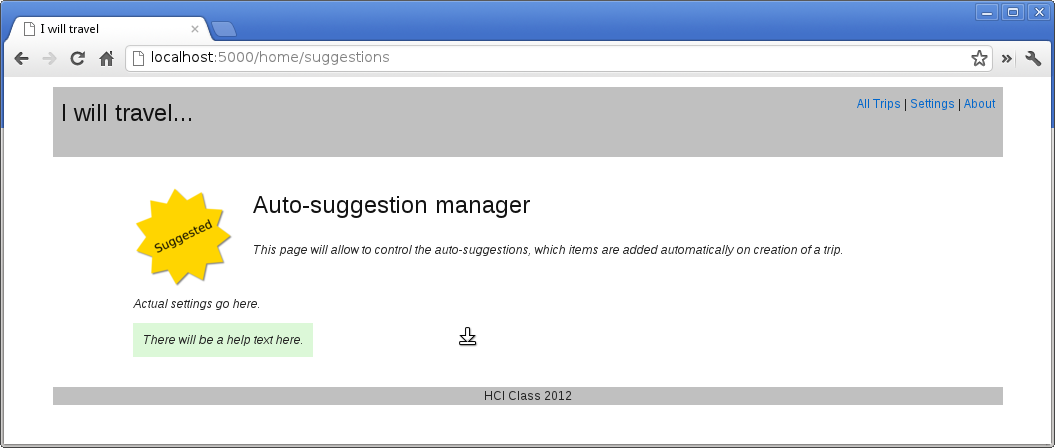 I will travel
localhost:5000/home/suggestions
I will travel...
All Trips | Settings | About
Suggested
Auto-suggestion manager
This page will allow to control the auto-suggestions, which items are added automatically on creation of a trip.
Actual settings go here.
There will be a help text here.
HCI Class 2012